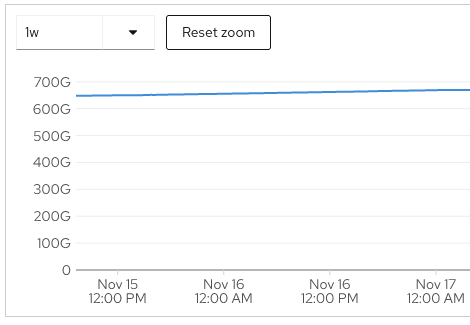 1w
Reset zoom
700G
600G
500G
400G
300G
200G
100G
0
Nov 15 Nov 16 Nov 16 Nov 17
12:00 PM 12:00 AM 12:00 PM 12:00 AM